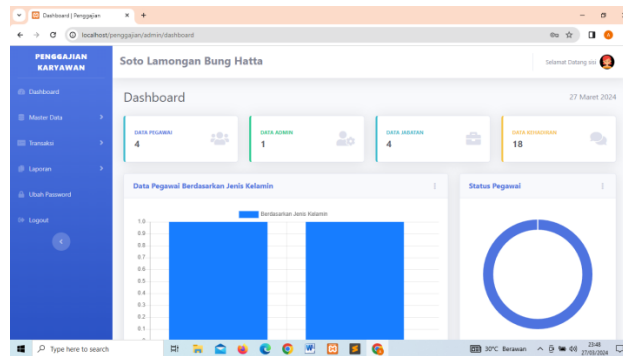 Dashboard | Penggajian
localhost/penggajian/admin/dashboard
PENGGAJIAN
KARYAWAN
Soto Lamongan Bung Hatta
Selamat Datang sisi
Dashboard
Dashboard
27 Maret 2024
Master Data
DATA PEGAWAI
4
DATA ADMIN
1
DATA JABATAN
4
18
Transaksi
Laporan
Ubah Password
Logout
Data Pegawai Berdasarkan Jenis Kelamin
Status Pegawai
Berdasarkan Jenis Kelamin
1.0
0.9
0.8
0.7
0.6
0.5
0.4
0.3
0.2
0.1
Type here to search
30°C Berawan
23:48
27/03/2024